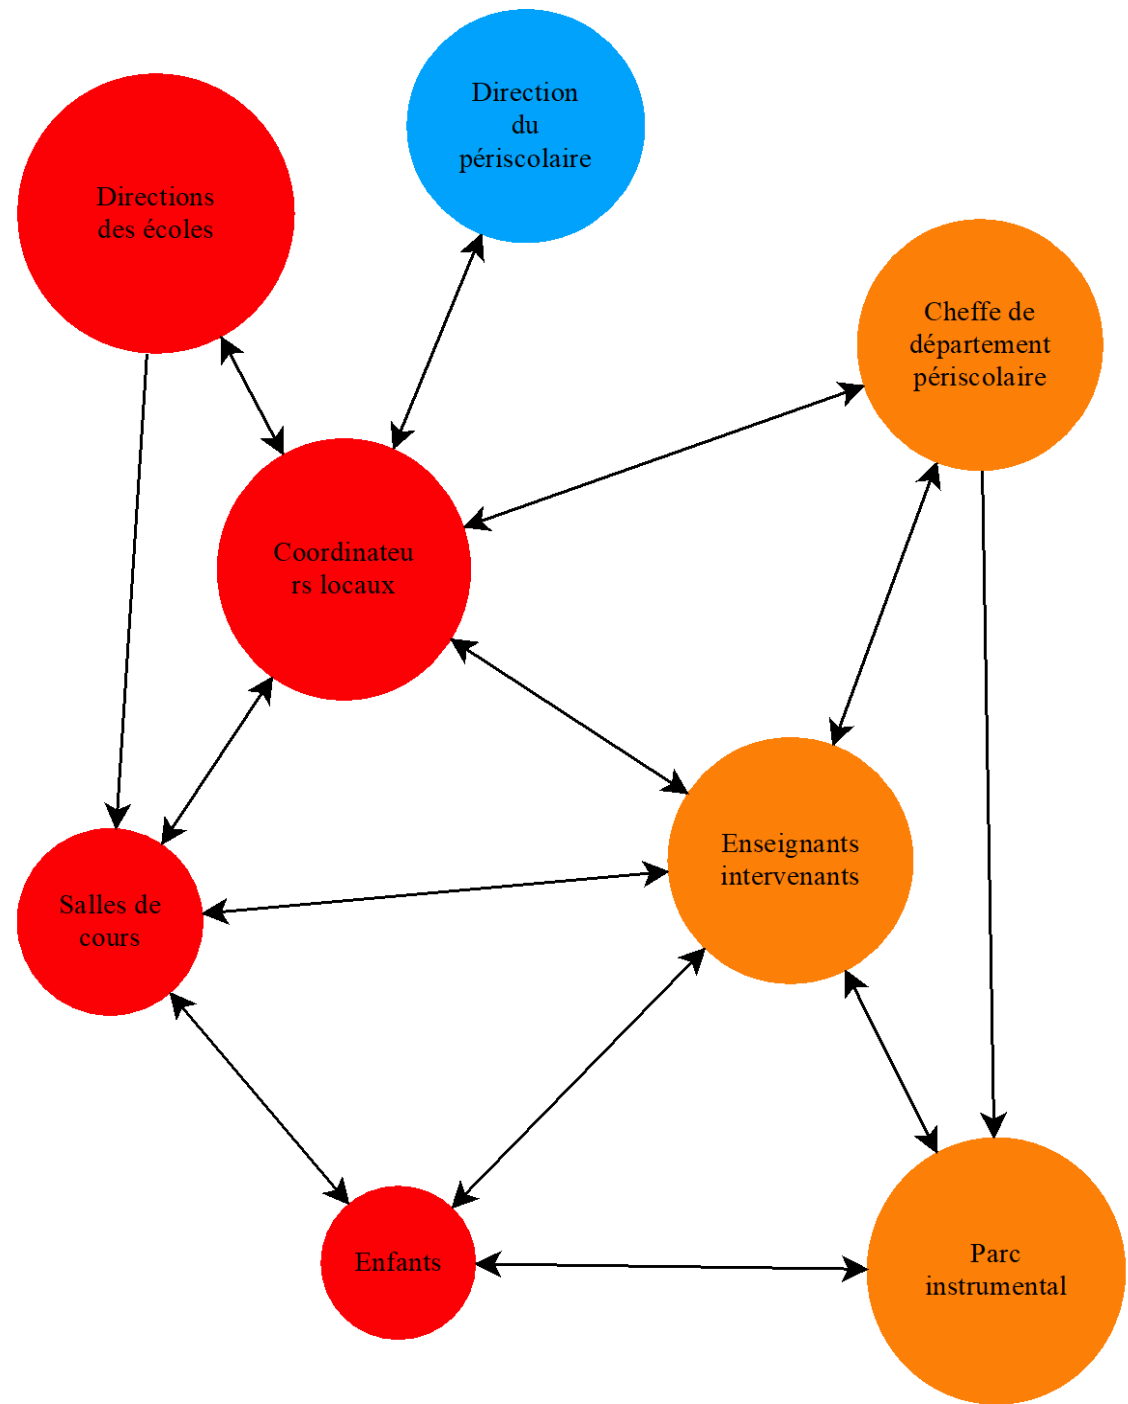 Direction
du
périscolaire
Directions
des écoles
Cheffe de
département
périscolaire
Coordinateu
rs locaux
Enseignants
intervenants
Salles de
cours
Enfants
Parc
instrumental